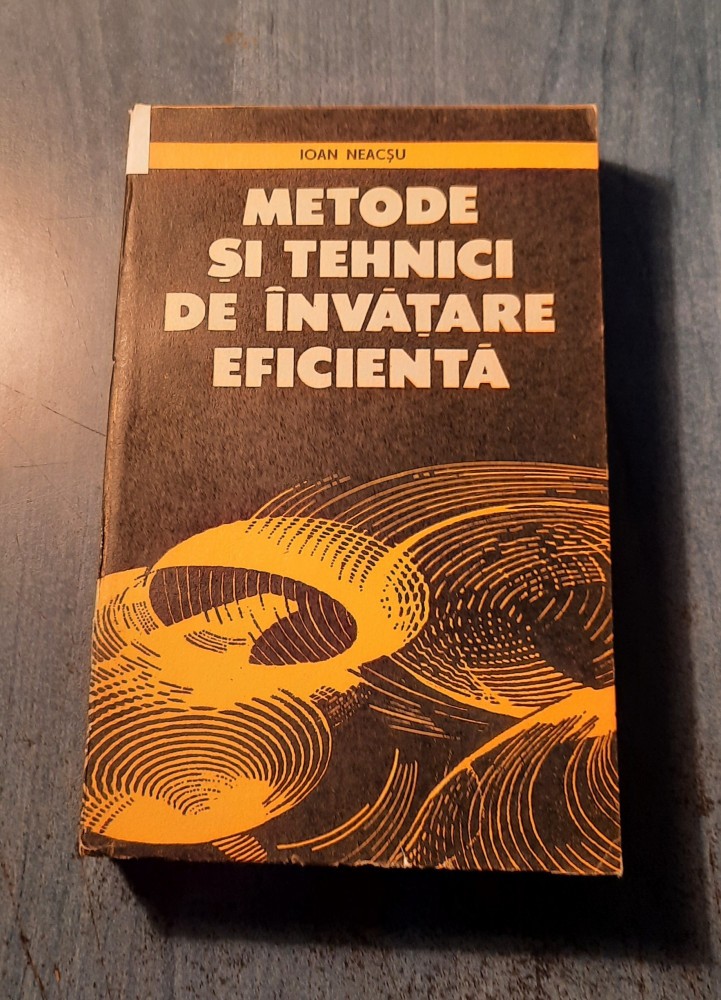 IOAN NEACȘU
METODE
ȘI TEHNICI
DE ÎNVĂȚARE
EFICIENTĂ